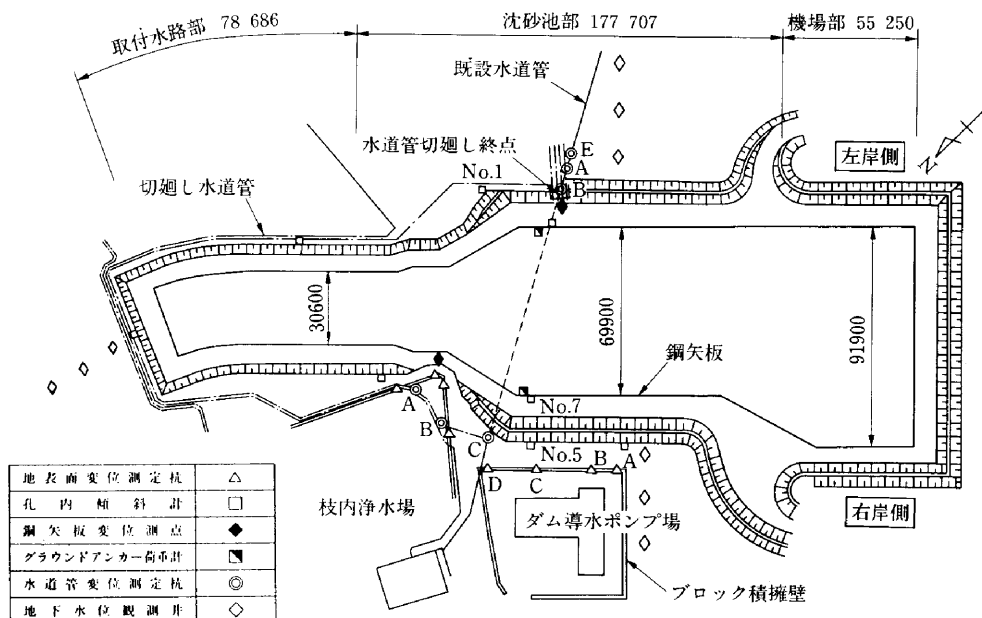 取付水路部 78 686
沈砂池部 177 707
機場部 55 250
既設水道管
水道管切廻し終点
E
A
B
No.1
切廻し水道管
左岸側
N
30600
69900
91900
鋼矢板
No.7
A
B
C
No.5
D
C
B
A
枝内浄水場
ダム導水ポンプ場
右岸側
ブロック積擁壁
地表面変位測定杭 △
孔内傾斜計 □
鋼矢板変位測点 ◆
グラウンドアンカー荷重計
水道管変位測定杭 ◎
地下水位観測井 ◇